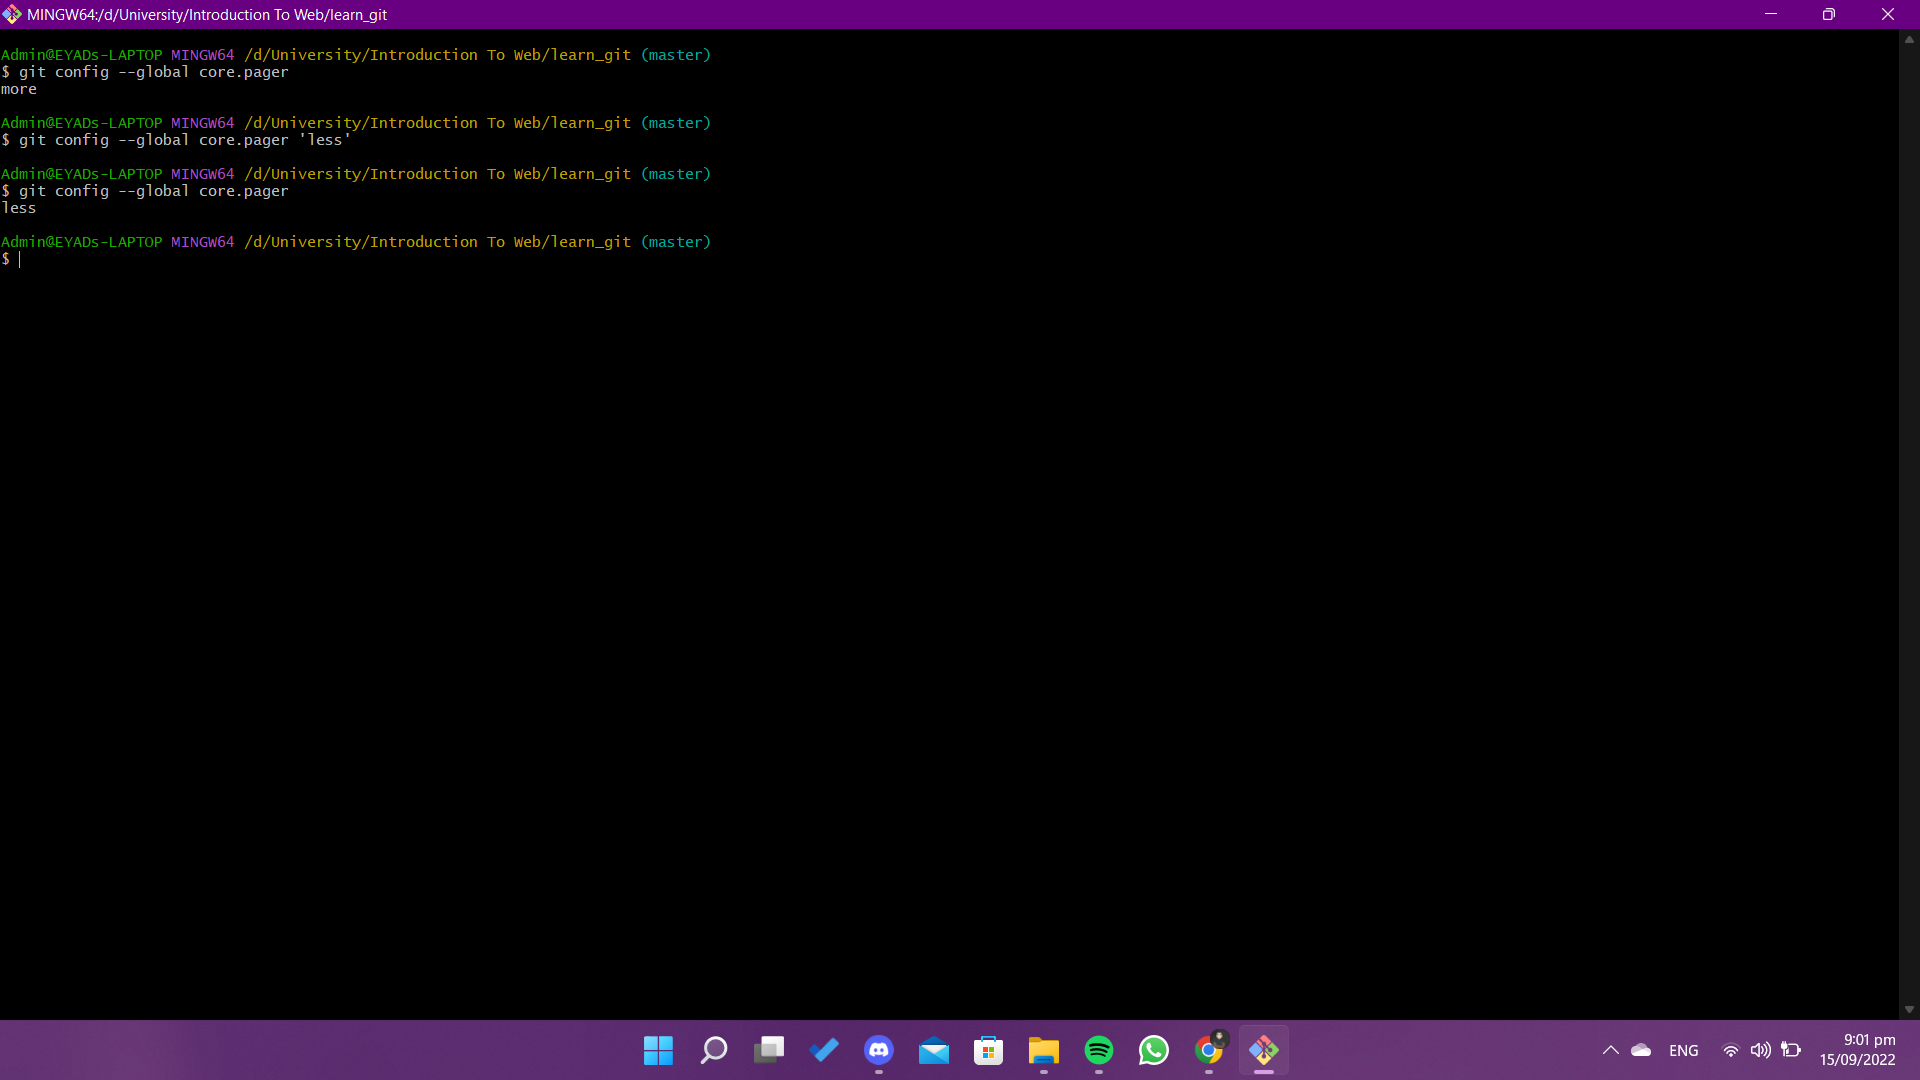 MINGW64:/d/University/Introduction To Web/learn_git
Admin@EYADs-LAPTOP MINGW64 /d/University/Introduction To Web/learn_git (master)
$ git config --global core.pager
more
Admin@EYADs-LAPTOP MINGW64 /d/University/Introduction To Web/learn_git (master)
$ git config --global core.pager 'less'
Admin@EYADs-LAPTOP MINGW64 /d/University/Introduction To Web/learn_git (master)
$ git config --global core.pager
less
Admin@EYADs-LAPTOP MINGW64 /d/University/Introduction To Web/learn_git (master)
$
ENG
9:01 pm
15/09/2022